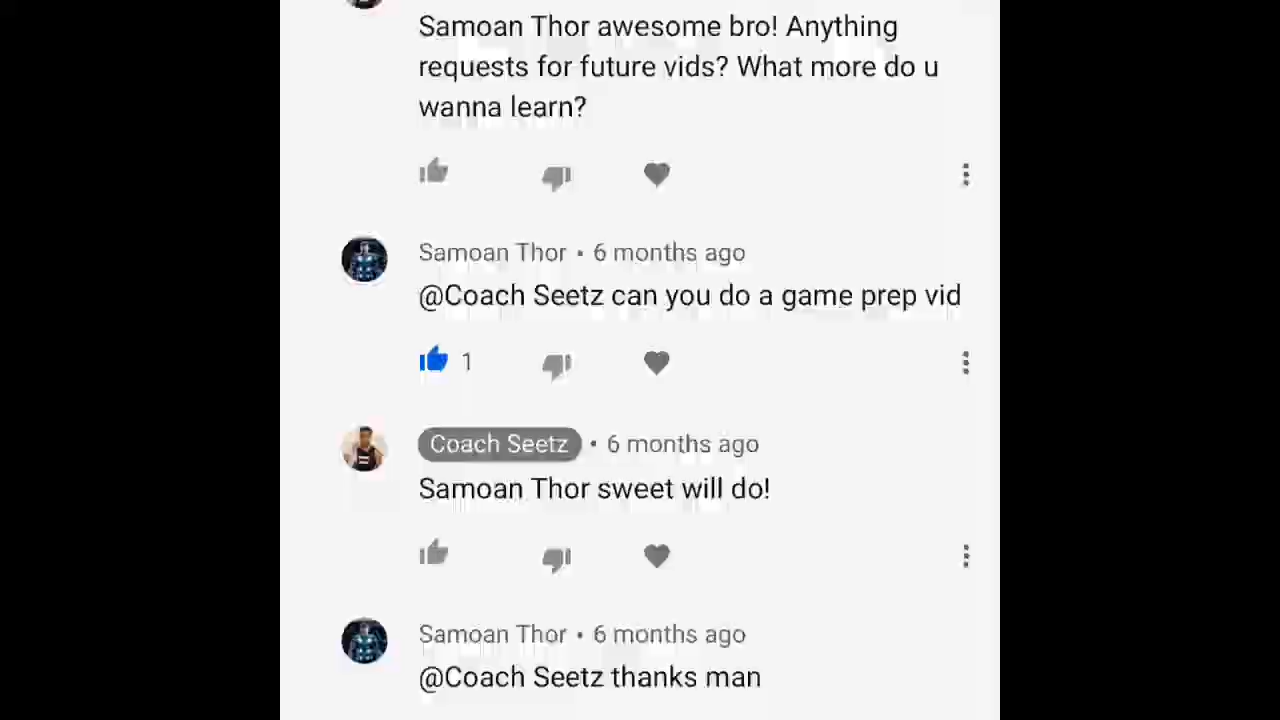 Samoan Thor awesome bro! Anything
requests for future vids? What more do u
wanna learn?
Samoan Thor • 6 months ago
@Coach Seetz can you do a game prep vid
1
Coach Seetz • 6 months ago
Samoan Thor sweet will do!
Samoan Thor • 6 months ago
@Coach Seetz thanks man